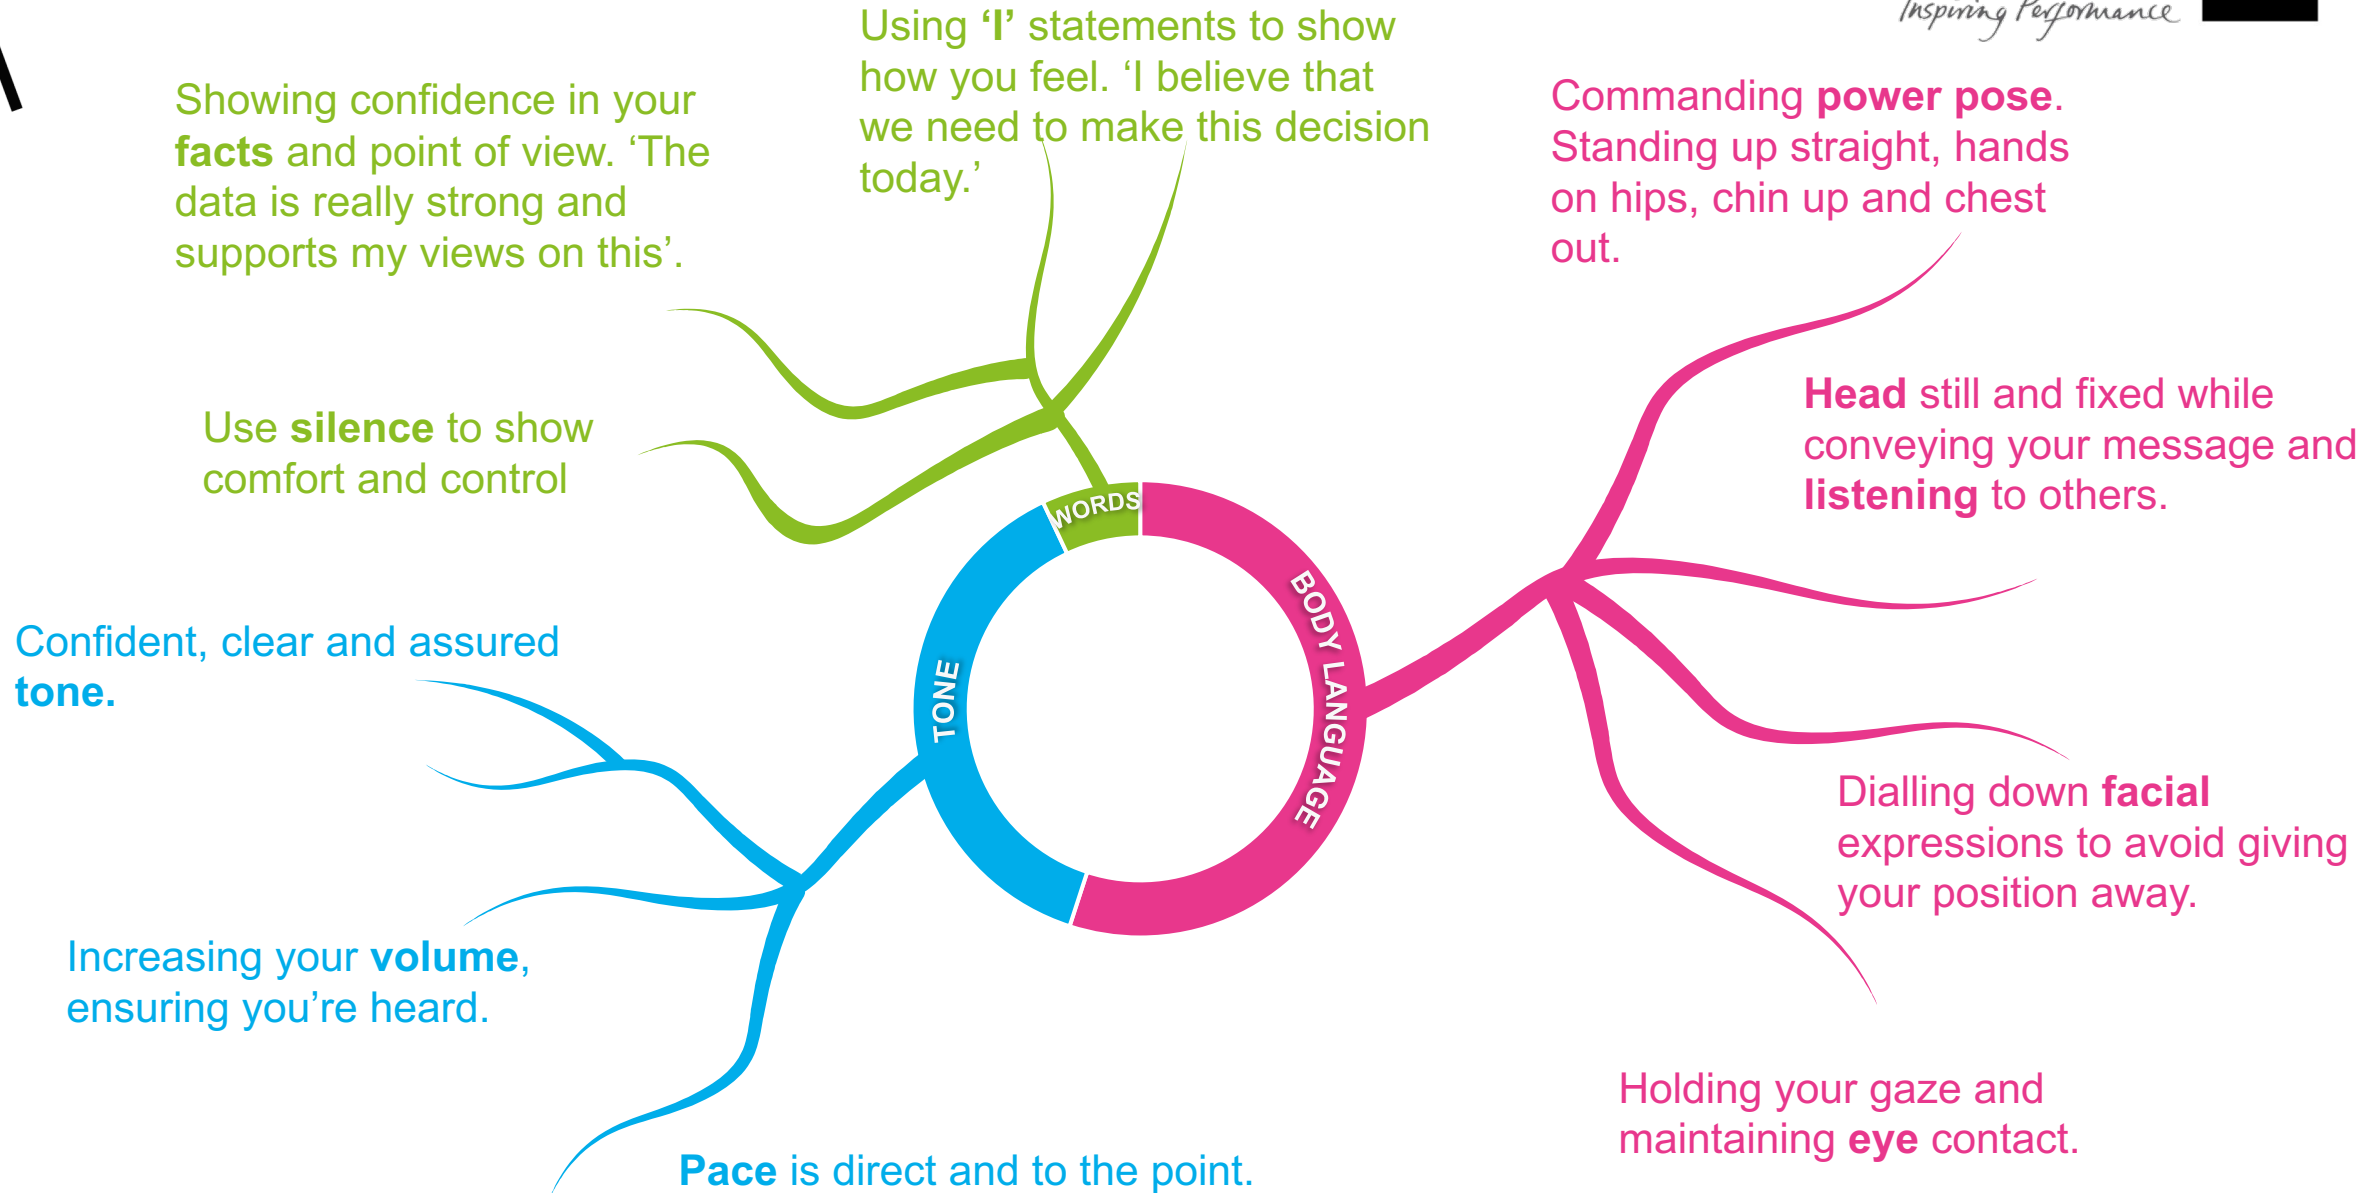 Inspiring Performance
Using ‘I’ statements to show
how you feel. ‘I believe that
we need to make this decision
today.’
Showing confidence in your
facts and point of view. ‘The
data is really strong and
supports my views on this’.
Use silence to show
comfort and control
Commanding power pose.
Standing up straight, hands
on hips, chin up and chest
out.
Head still and fixed while
conveying your message and
listening to others.
WORDS
BODY LANGUAGE
TONE
Confident, clear and assured
tone.
Dialling down facial
expressions to avoid giving
your position away.
Increasing your volume,
ensuring you’re heard.
Holding your gaze and
maintaining eye contact.
Pace is direct and to the point.